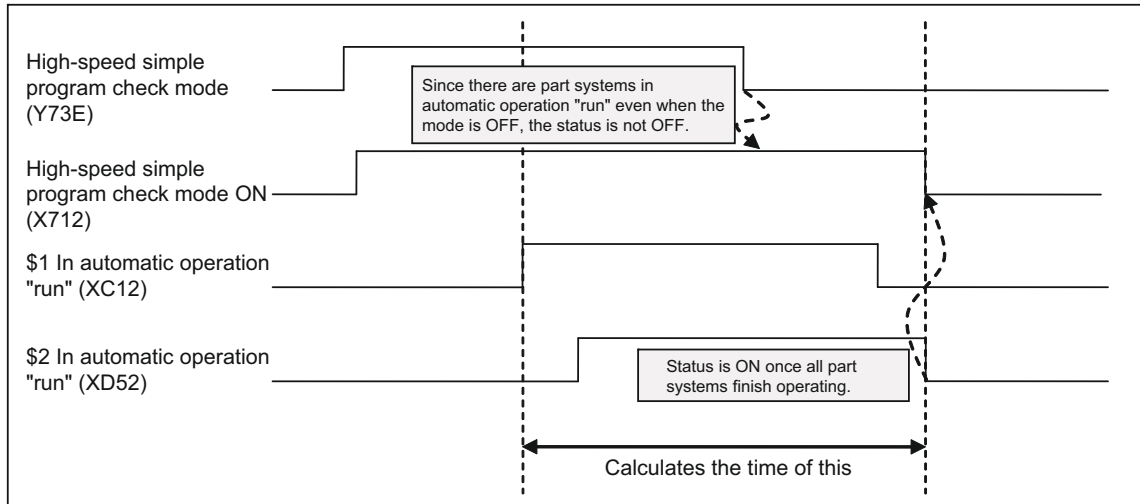 High-speed simple
program check mode
(Y73E)
Since there are part systems in
automatic operation "run" even when the
mode is OFF, the status is not OFF.
High-speed simple
program check mode ON
(X712)
$1 In automatic operation
"run" (XC12)
$2 In automatic operation
"run" (XD52)
Status is ON once all part
systems finish operating.
Calculates the time of this